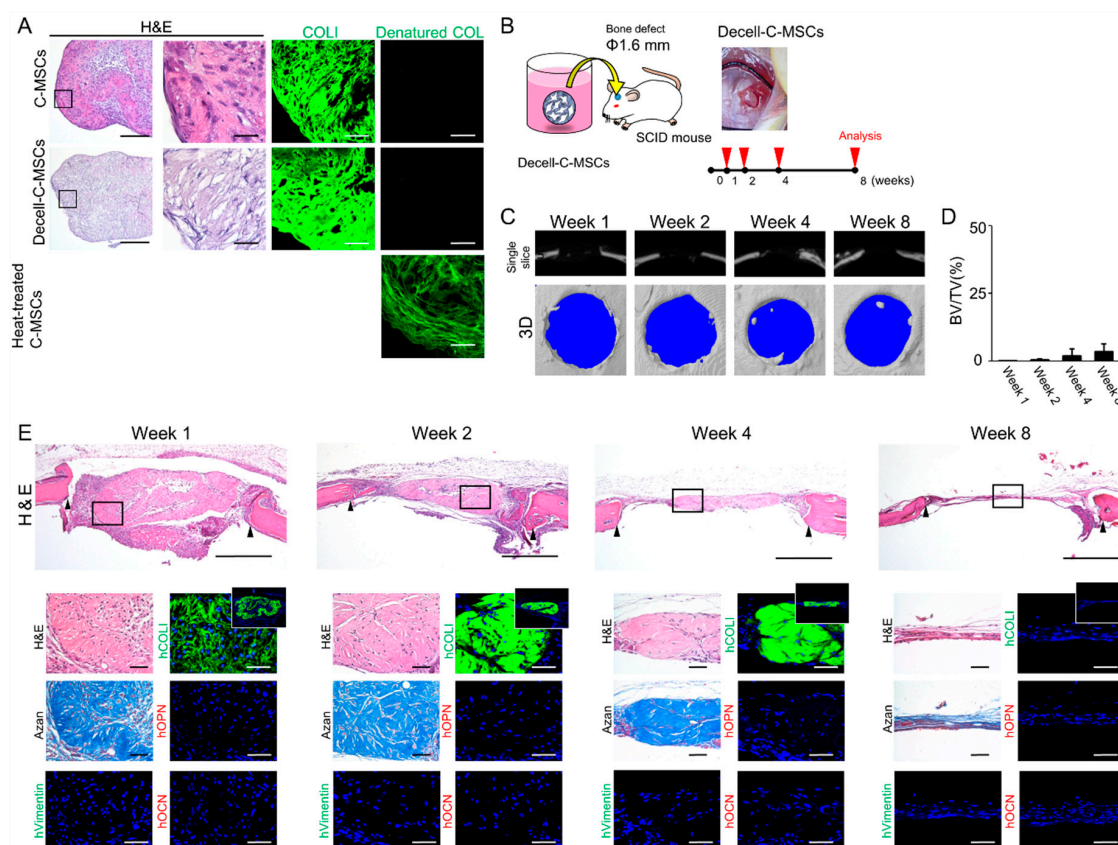 A
H&E
COLI
Denatured COL
C-MSCs
Decell-C-MSCs
Heat-treated
C-MSCs
B
Bone defect
Φ1.6 mm
Decell-C-MSCs
SCID mouse
Decell-C-MSCs
Analysis
0 1 2 4 8 (weeks)
C
Week 1
Week 2
Week 4
Week 8
Single
slice
3D
D
BV/TV(%)
50
25
0
Week 1
Week 2
Week 4
Week 8
E
Week 1
Week 2
Week 4
Week 8
H&E
H&E
hCOLI
H&E
hCOLI
H&E
hCOLI
H&E
hCOLI
Azan
hOPN
Azan
hOPN
Azan
hOPN
Azan
hOPN
hVimentin
hOCN
hVimentin
hOCN
hVimentin
hOCN
hVimentin
hOCN